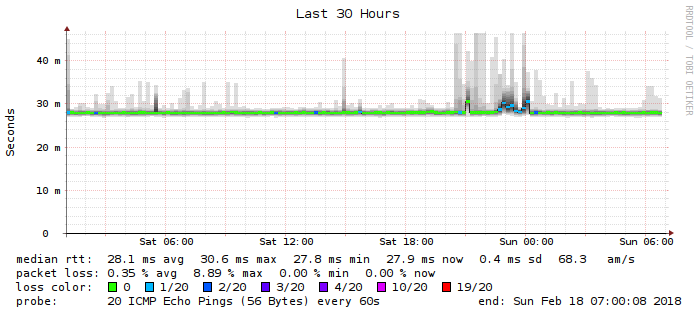 Last 30 Hours
RRDTOOL / TOBI OETIKER
Seconds
40 m
30 m
20 m
10 m
0
Sat 06:00 Sat 12:00 Sat 18:00 Sun 00:00 Sun 06:00
median rtt: 28.1 ms avg 30.6 ms max 27.8 ms min 27.9 ms now 0.4 ms sd 68.3 am/s
packet loss: 0.35 % avg 8.89 % max 0.00 % min 0.00 % now
loss color: 0 1/20 2/20 3/20 4/20 10/20 19/20
probe: 20 ICMP Echo Pings (56 Bytes) every 60s end: Sun Feb 18 07:00:08 2018